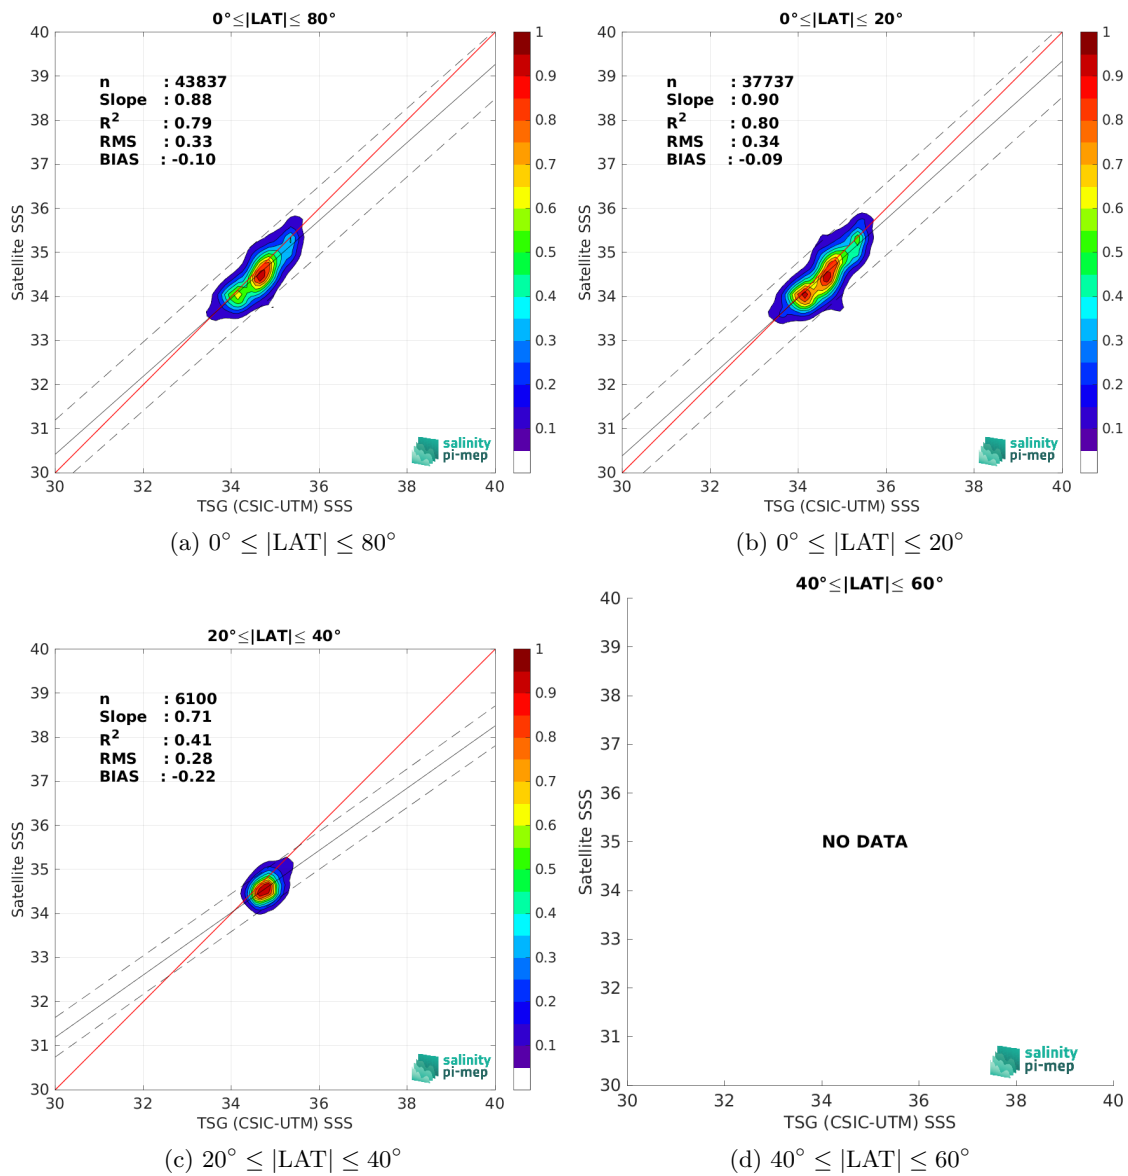 0°≤|LAT|≤ 80°
40
39
38
37
36
35
34
33
32
31
30
Satellite SSS
n : 43837
Slope : 0.88
R2 : 0.79
RMS : 0.33
BIAS : -0.10
1
0.9
0.8
0.7
0.6
0.5
0.4
0.3
0.2
0.1
salinity
pi-mep
30 32 34 36 38 40
TSG (CSIC-UTM) SSS
(a) 0° ≤ |LAT| ≤ 80°
0°≤|LAT|≤ 20°
40
39
38
37
36
35
34
33
32
31
30
Satellite SSS
n : 37737
Slope : 0.90
R2 : 0.80
RMS : 0.34
BIAS : -0.09
1
0.9
0.8
0.7
0.6
0.5
0.4
0.3
0.2
0.1
salinity
pi-mep
30 32 34 36 38 40
TSG (CSIC-UTM) SSS
(b) 0° ≤ |LAT| ≤ 20°
20°≤|LAT|≤ 40°
40
39
38
37
36
35
34
33
32
31
30
Satellite SSS
n : 6100
Slope : 0.71
R2 : 0.41
RMS : 0.28
BIAS : -0.22
1
0.9
0.8
0.7
0.6
0.5
0.4
0.3
0.2
0.1
salinity
pi-mep
30 32 34 36 38 40
TSG (CSIC-UTM) SSS
(c) 20° ≤ |LAT| ≤ 40°
40°≤|LAT|≤ 60°
40
39
38
37
36
35
34
33
32
31
30
Satellite SSS
NO DATA
salinity
pi-mep
30 32 34 36 38 40
TSG (CSIC-UTM) SSS
(d) 40° ≤ |LAT| ≤ 60°